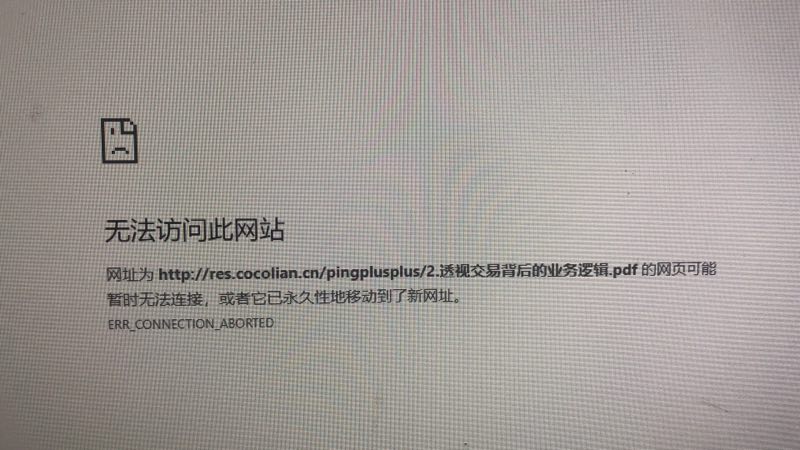 无法访问此网站
网址为 http://res.cocolian.cn/pingplusplus/2.透视交易背后的业务逻辑.pdf 的网页可能
暂时无法连接，或者它已永久性地移动到了新网址。
ERR_CONNECTION_ABORTED